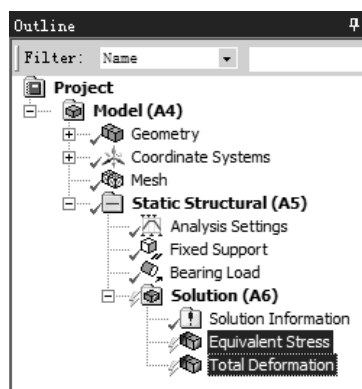 Outline
Filter: Name
Project
Model (A4)
Geometry
Coordinate Systems
Mesh
Static Structural (A5)
Analysis Settings
Fixed Support
Bearing Load
Solution (A6)
Solution Information
Equivalent Stress
Total Deformation